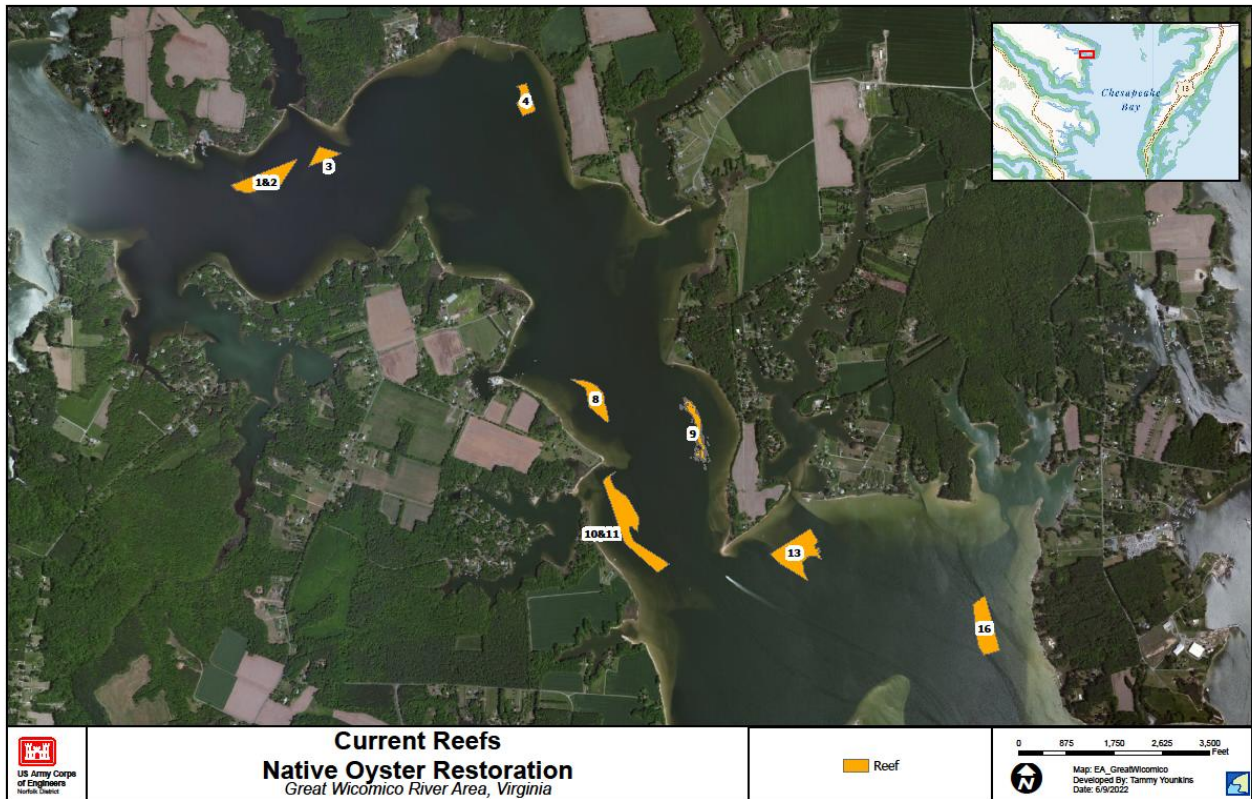 Chesapeake
Bay
13
4
3
1&2
8
9
10&11
13
16
US Army Corps
of Engineers
Norfolk District
Current Reefs
Native Oyster Restoration
Great Wicomico River Area, Virginia
Reef
0 875 1,750 2,625 3,500
Feet
N
Map: EA_GreatWicomico
Developed By: Tammy Younkins
Date: 6/9/2022